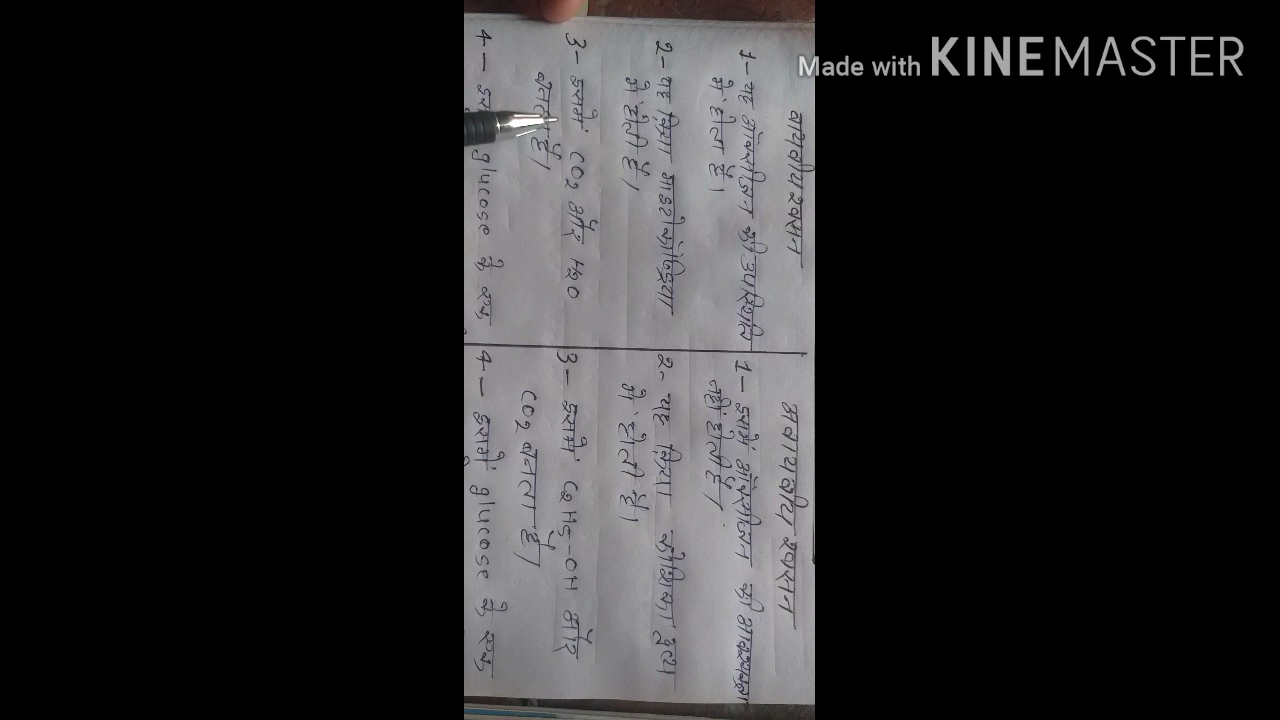 Made with KINEMASTER
वायवीय श्वसन
1- यह ऑक्सीजन की उपस्थिति
में होता है।
2- यह क्रिया माइटोकॉंड्रिया
में होती है।
3- इसमें CO2 और H2O
बनता है।
4- glucose के एक
अवायवीय श्वसन
1- इसमें ऑक्सीजन की आवश्यकता
नहीं होती है।
2- यह क्रिया कोशिका द्रव्य
में होती है।
3- इसमें C2H5-OH और
CO2 बनता है।
4- इसमें glucose के एक